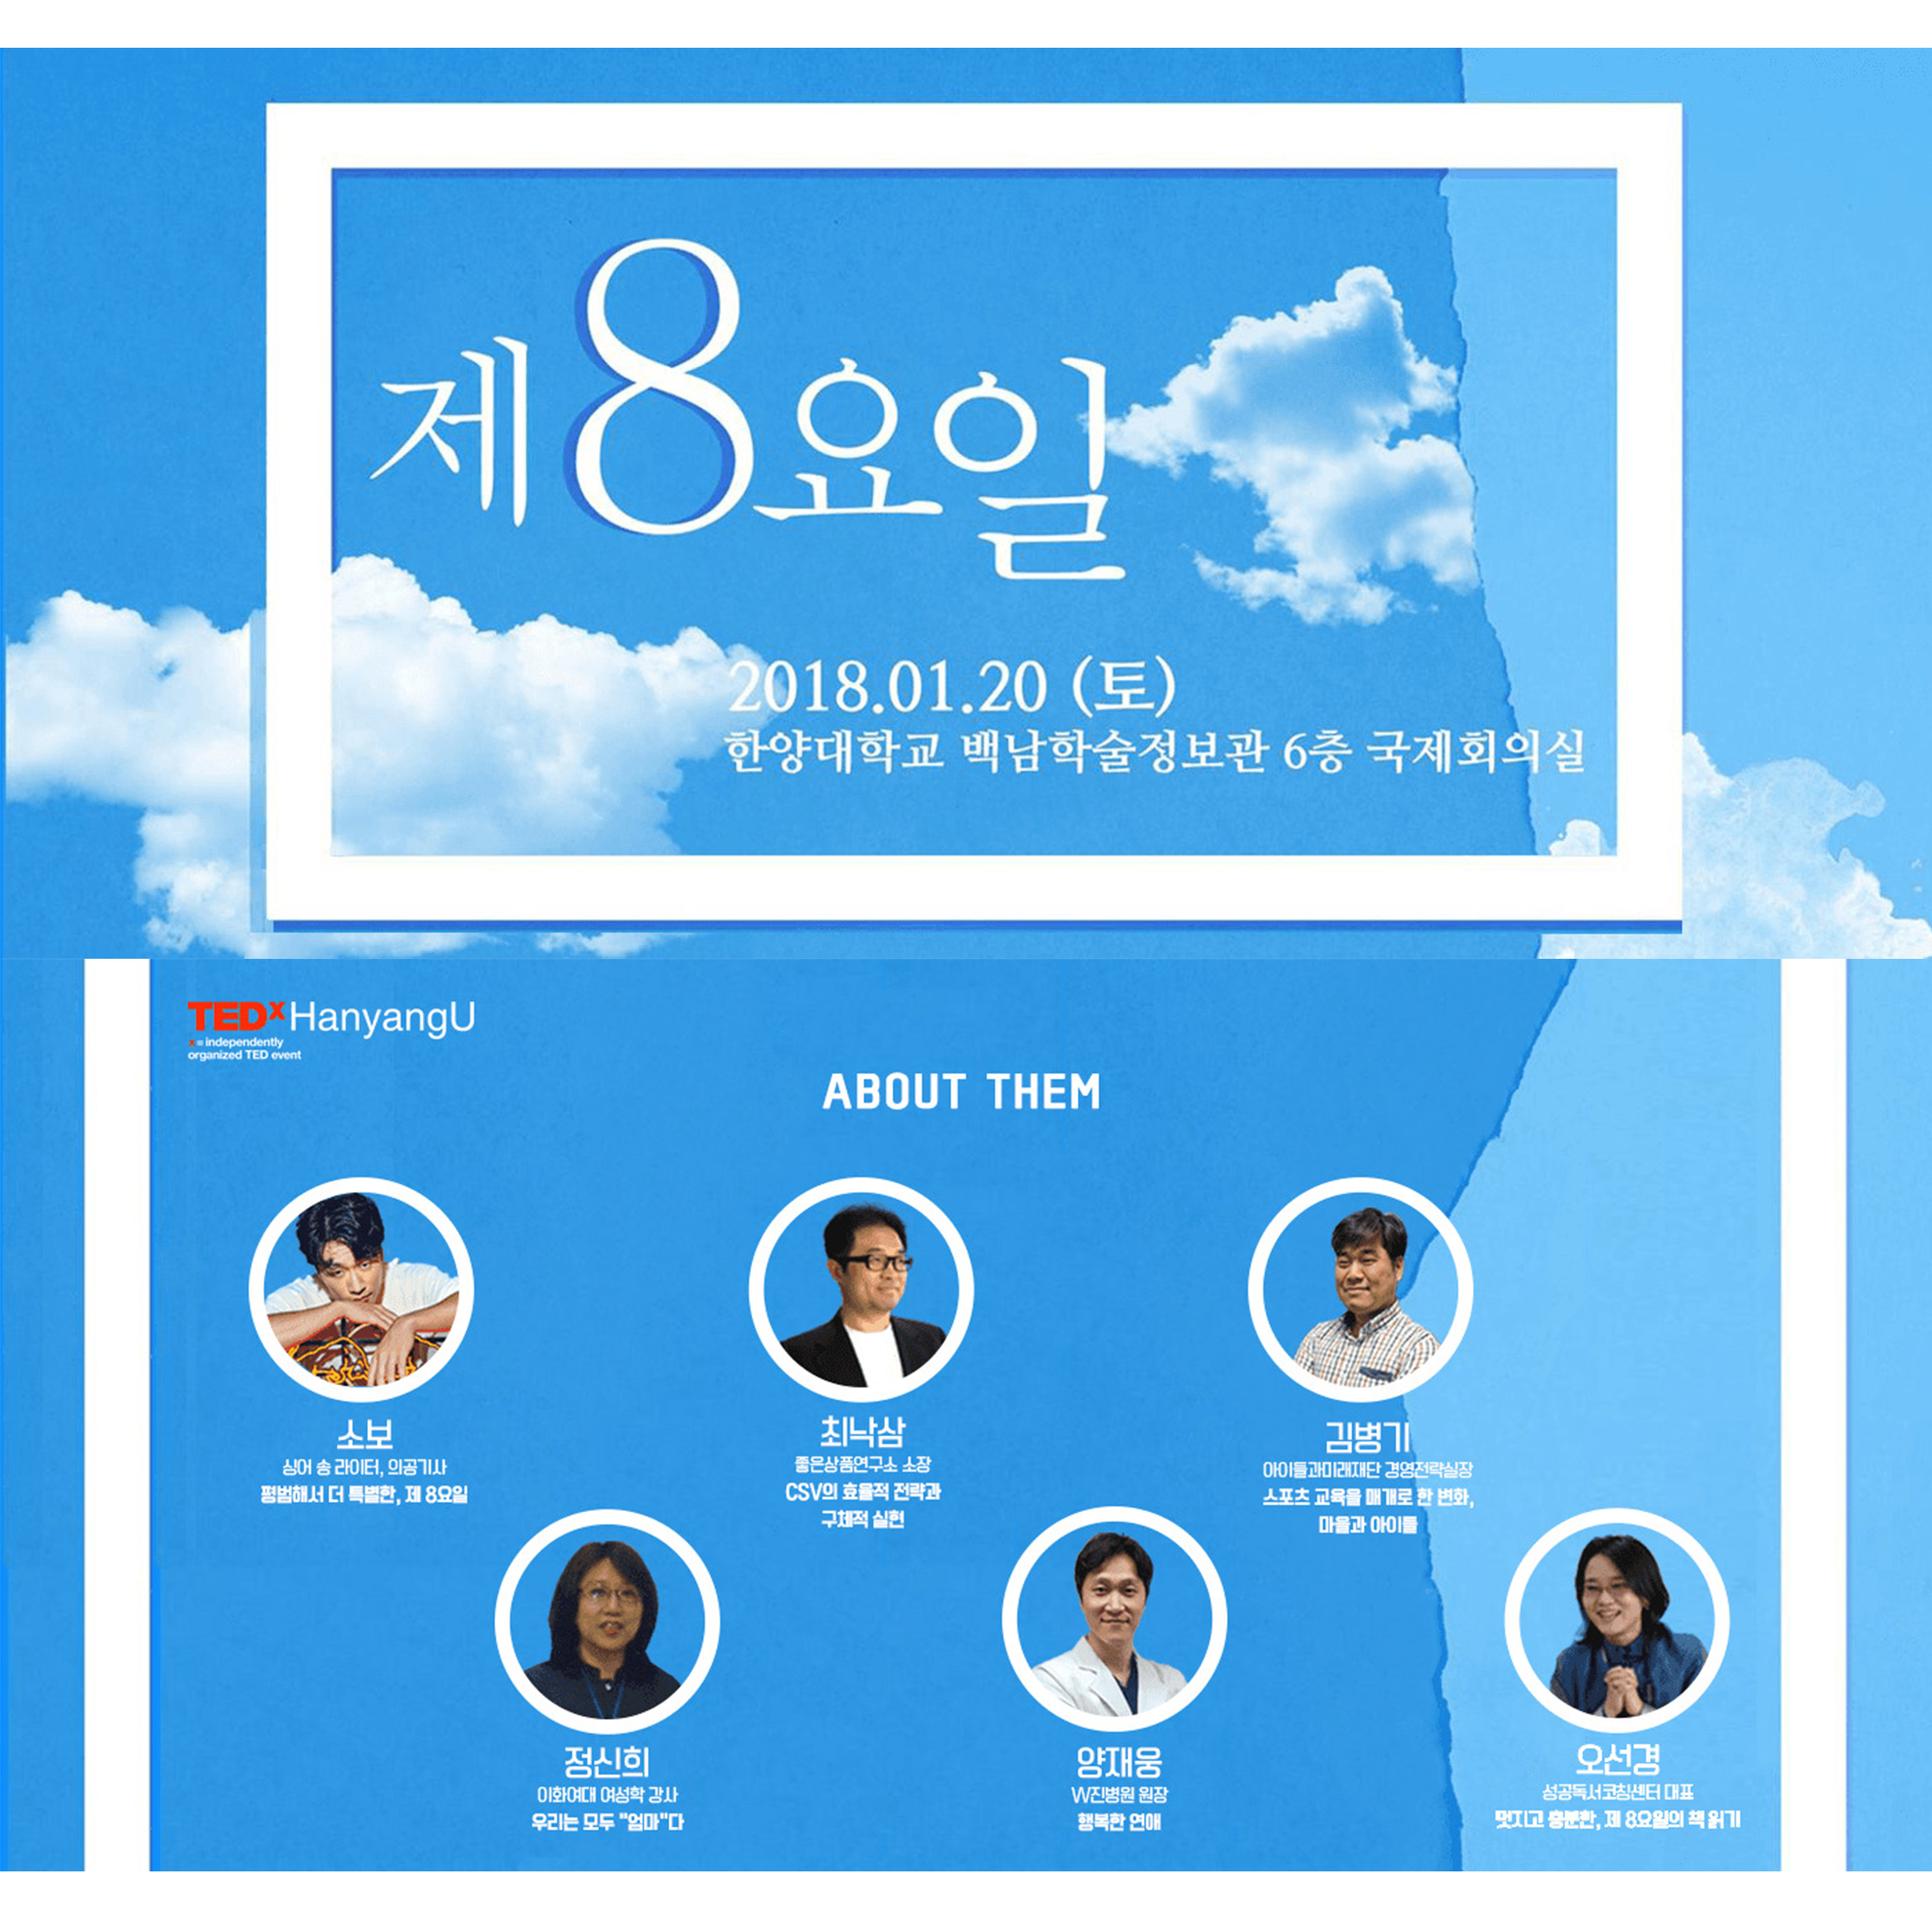 제8요일
2018.01.20 (토)
한양대학교 백남학술정보관 6층 국제회의실
TEDxHanyangU
x = independently
organized TED event
ABOUT THEM
소보
싱어 송 라이터, 의공기사
평범해서 더 특별한, 제 8요일
최낙삼
좋은상품연구소 소장
CSV의 효율적 전략과
구체적 실현
김병기
아이들과미래재단 경영전략실장
스포츠 교육을 매개로 한 변화,
마을과 아이들
정신희
이화여대 여성학 강사
우리는 모두 "엄마"다
양재웅
W진병원 원장
행복한 연애
오선경
성공독서코칭센터 대표
멋지고 충분한, 제 8요일의 책 읽기